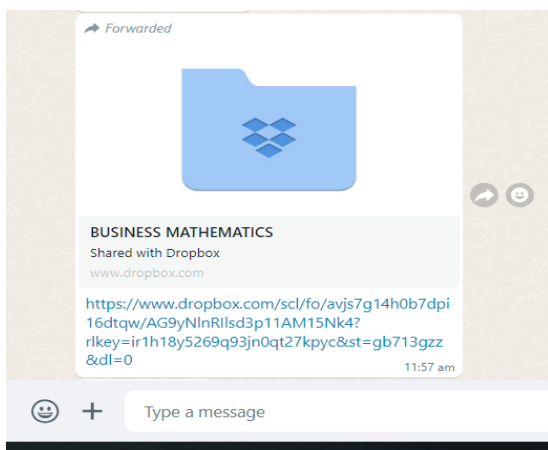 Forwarded
BUSINESS MATHEMATICS
Shared with Dropbox
www.dropbox.com
https://www.dropbox.com/scl/fo/avjs7g14h0b7dpi
16dtqw/AG9yNlnRIlsd3p11AM15Nk4?
rlkey=ir1h18y5269q93jn0qt27kpyc&st=gb713gzz
&dl=0
11:57 am
Type a message